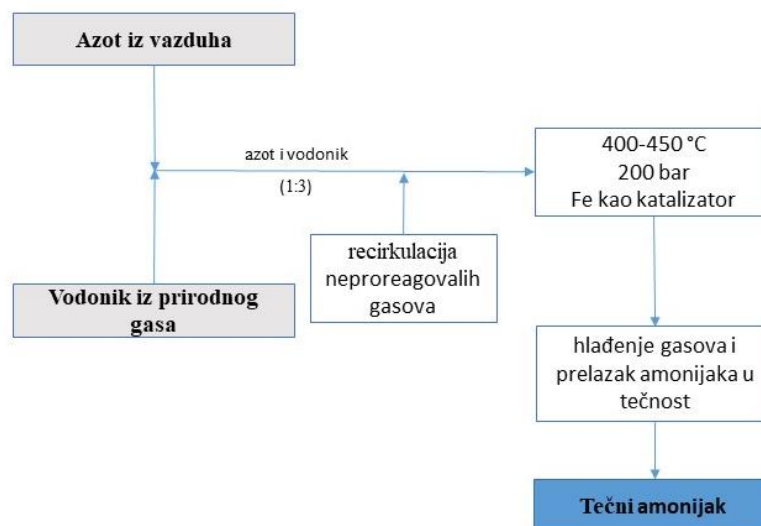 Azot iz vazduha
azot i vodonik
(1:3)
400-450 °C
200 bar
Fe kao katalizator
recirkulacija
neproreagovalih
gasova
Vodonik iz prirodnog
gasa
hlađenje gasova i
prelazak amonijaka u
tečnost
Tečni amonijak